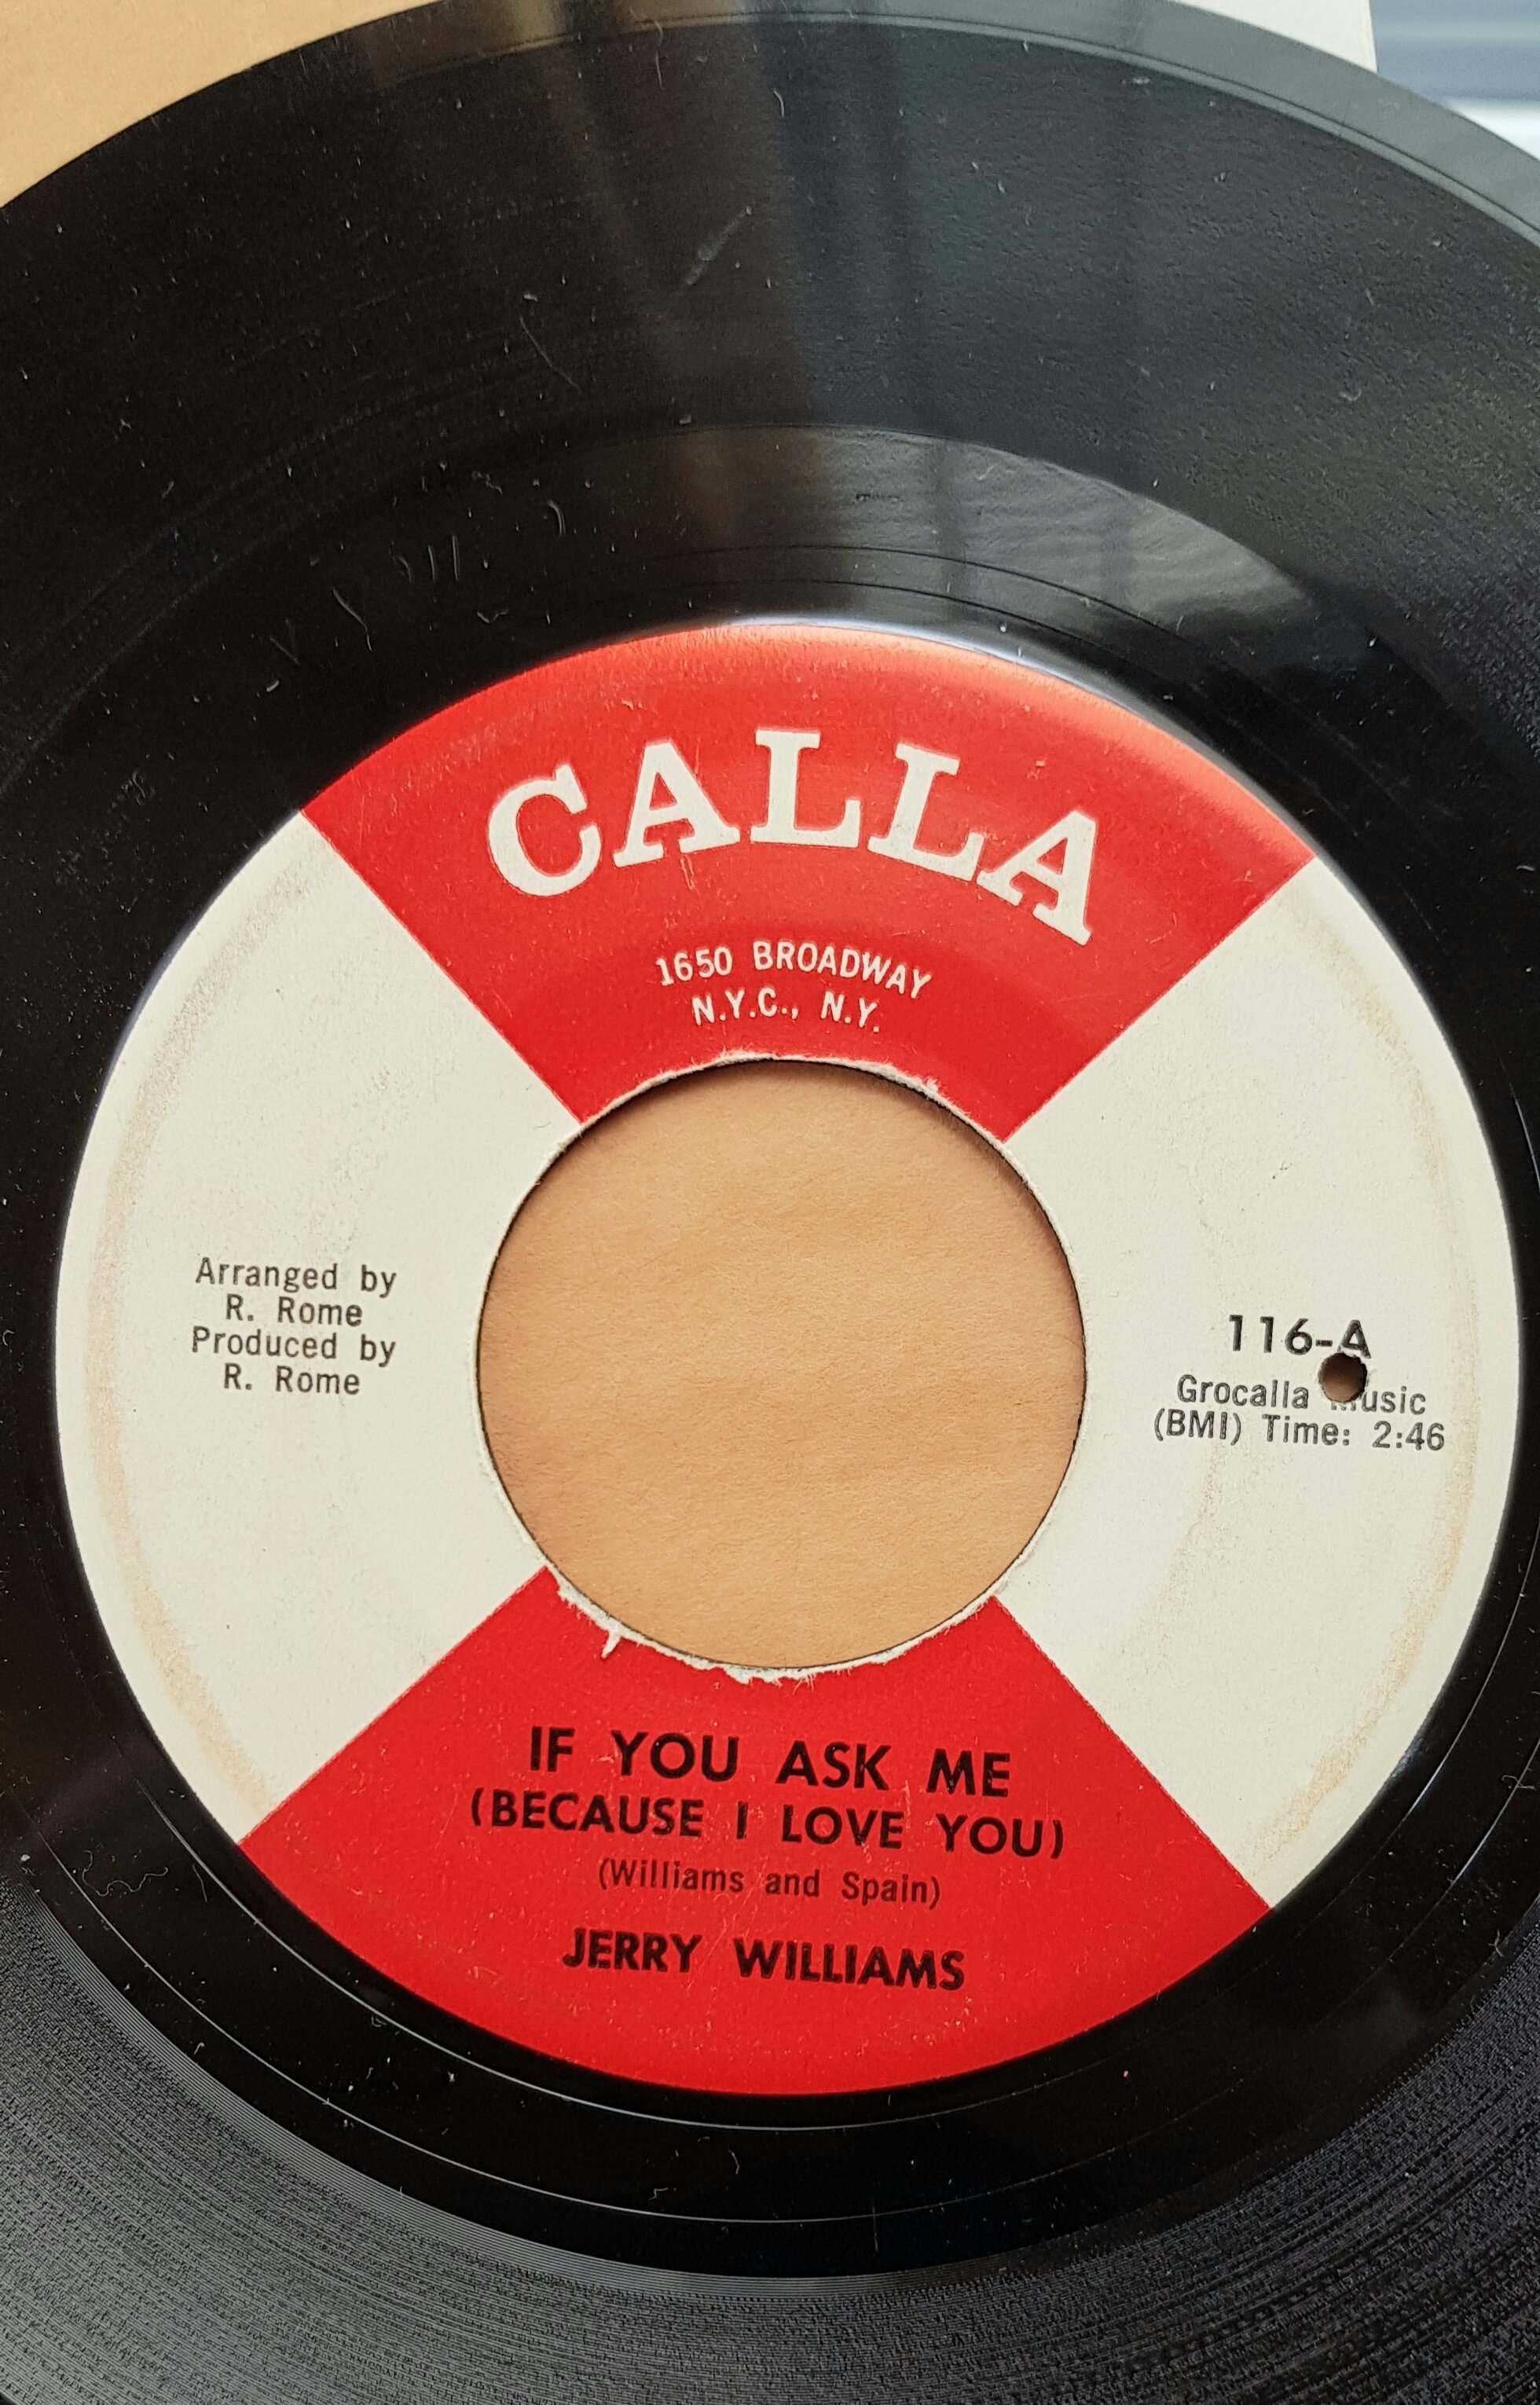 CALLA
1650 BROADWAY
N.Y.C., N.Y.
Arranged by
R. Rome
Produced by
R. Rome
116-A
Grocalla Music
(BMI) Time: 2:46
IF YOU ASK ME
(BECAUSE I LOVE YOU)
(Williams and Spain)
JERRY WILLIAMS